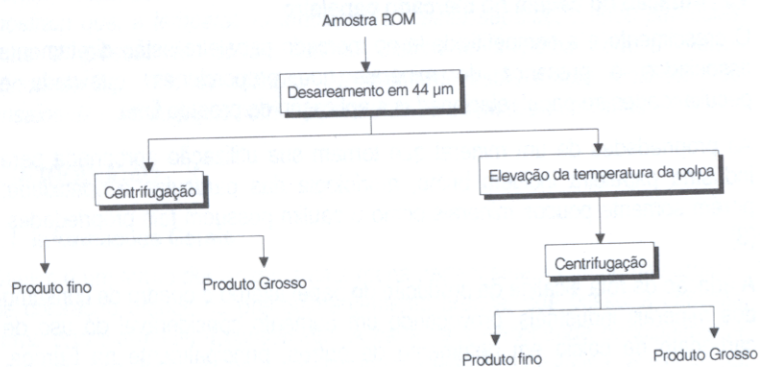 Amostra ROM
Desareamento em 44 µm
Centrifugação
Elevação da temperatura da polpa
Produto fino
Produto Grosso
Centrifugação
Produto fino
Produto Grosso